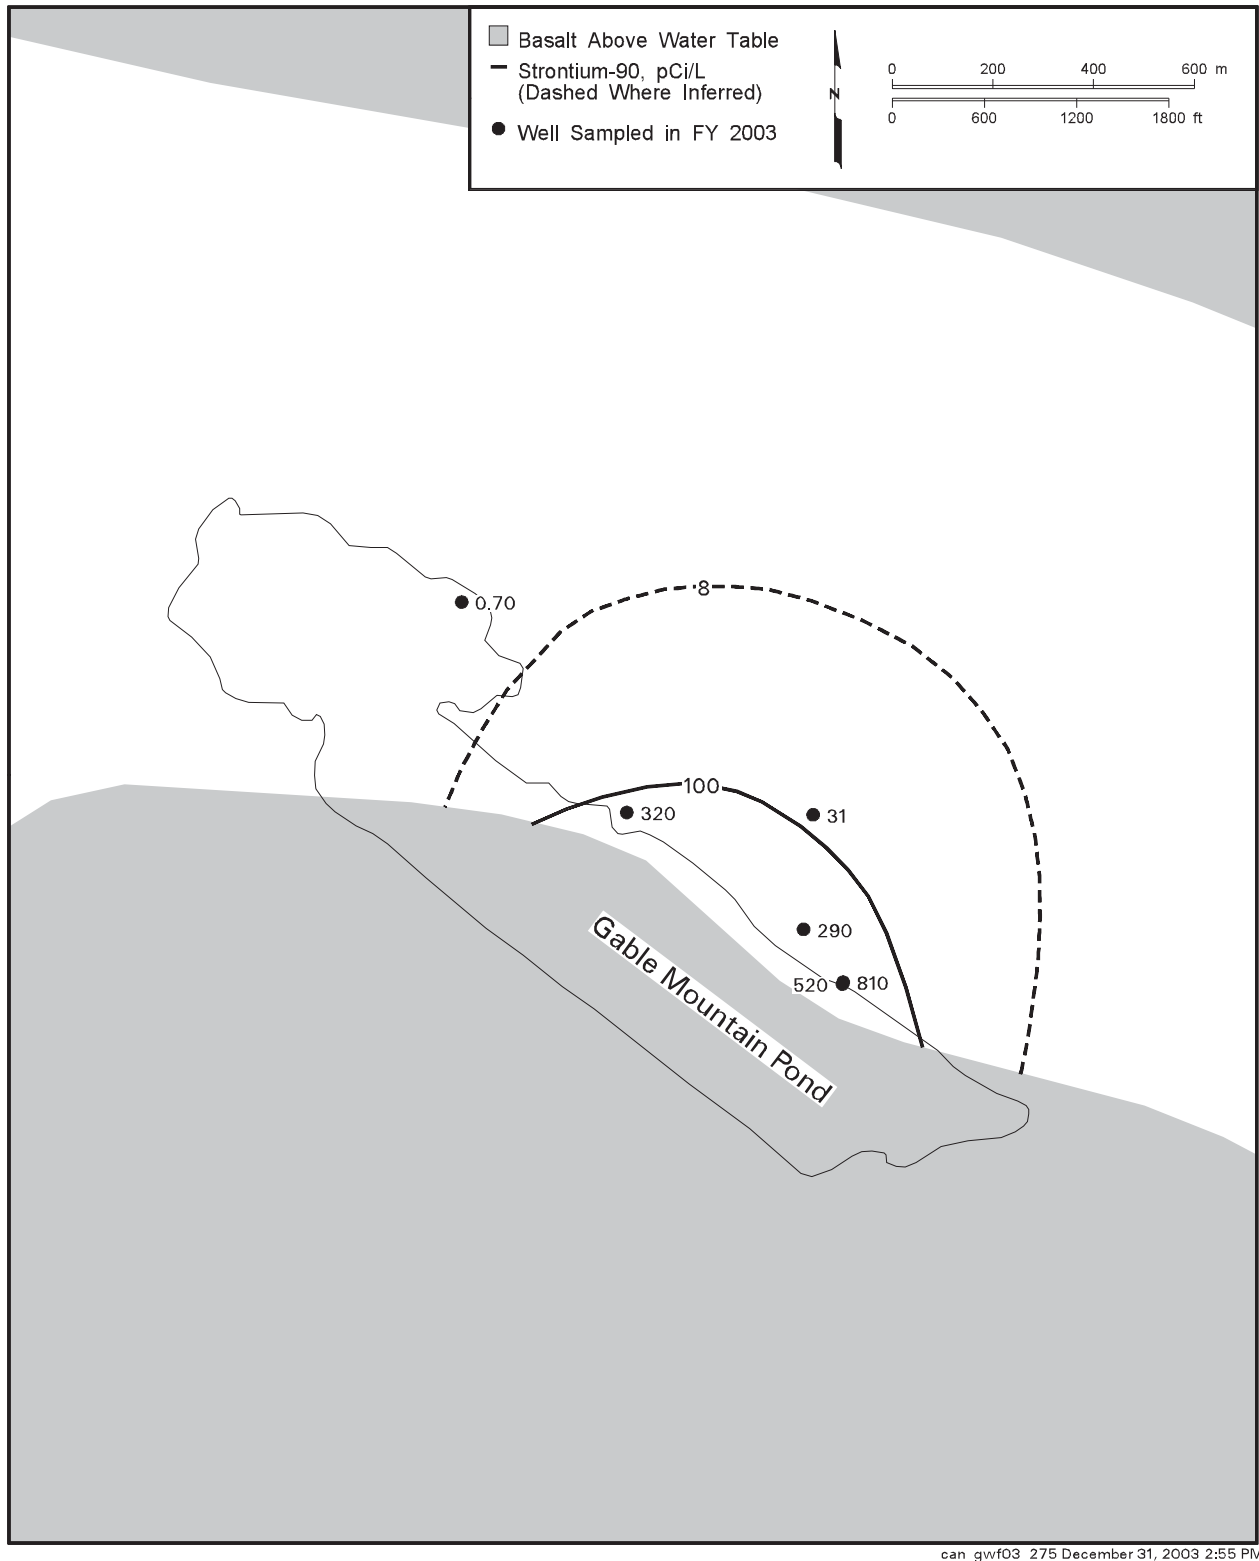 Basalt Above Water Table
Strontium-90, pCi/L
(Dashed Where Inferred)
Well Sampled in FY 2003
N
0 200 400 600 m
0 600 1200 1800 ft
8
0.70
100
320
31
290
520 810
Gable Mountain Pond
can_gwf03_275 December 31, 2003 2:55 PM